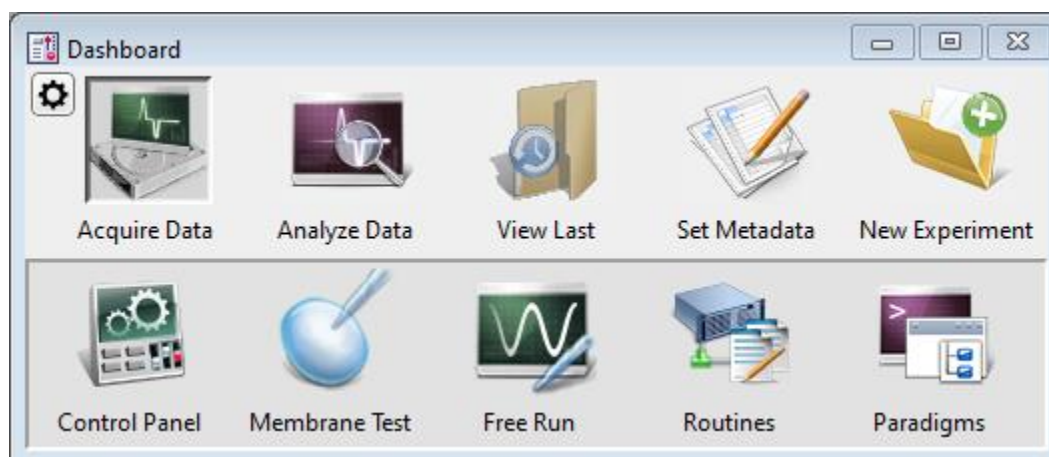 Dashboard
Acquire Data Analyze Data View Last Set Metadata New Experiment
Control Panel Membrane Test Free Run Routines Paradigms